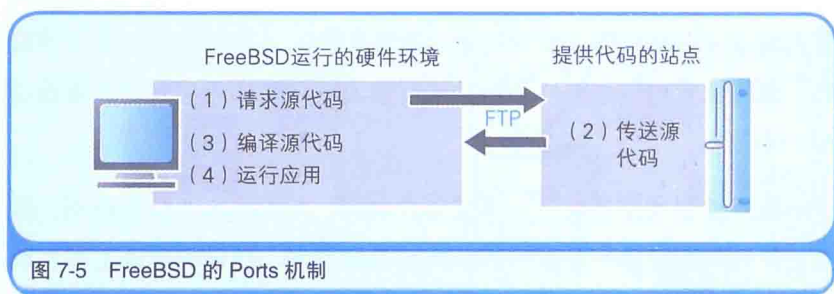 FreeBSD运行的硬件环境
提供代码的站点
（1）请求源代码
FTP
（2）传送源
代码
（3）编译源代码
（4）运行应用
图 7-5 FreeBSD 的 Ports 机制